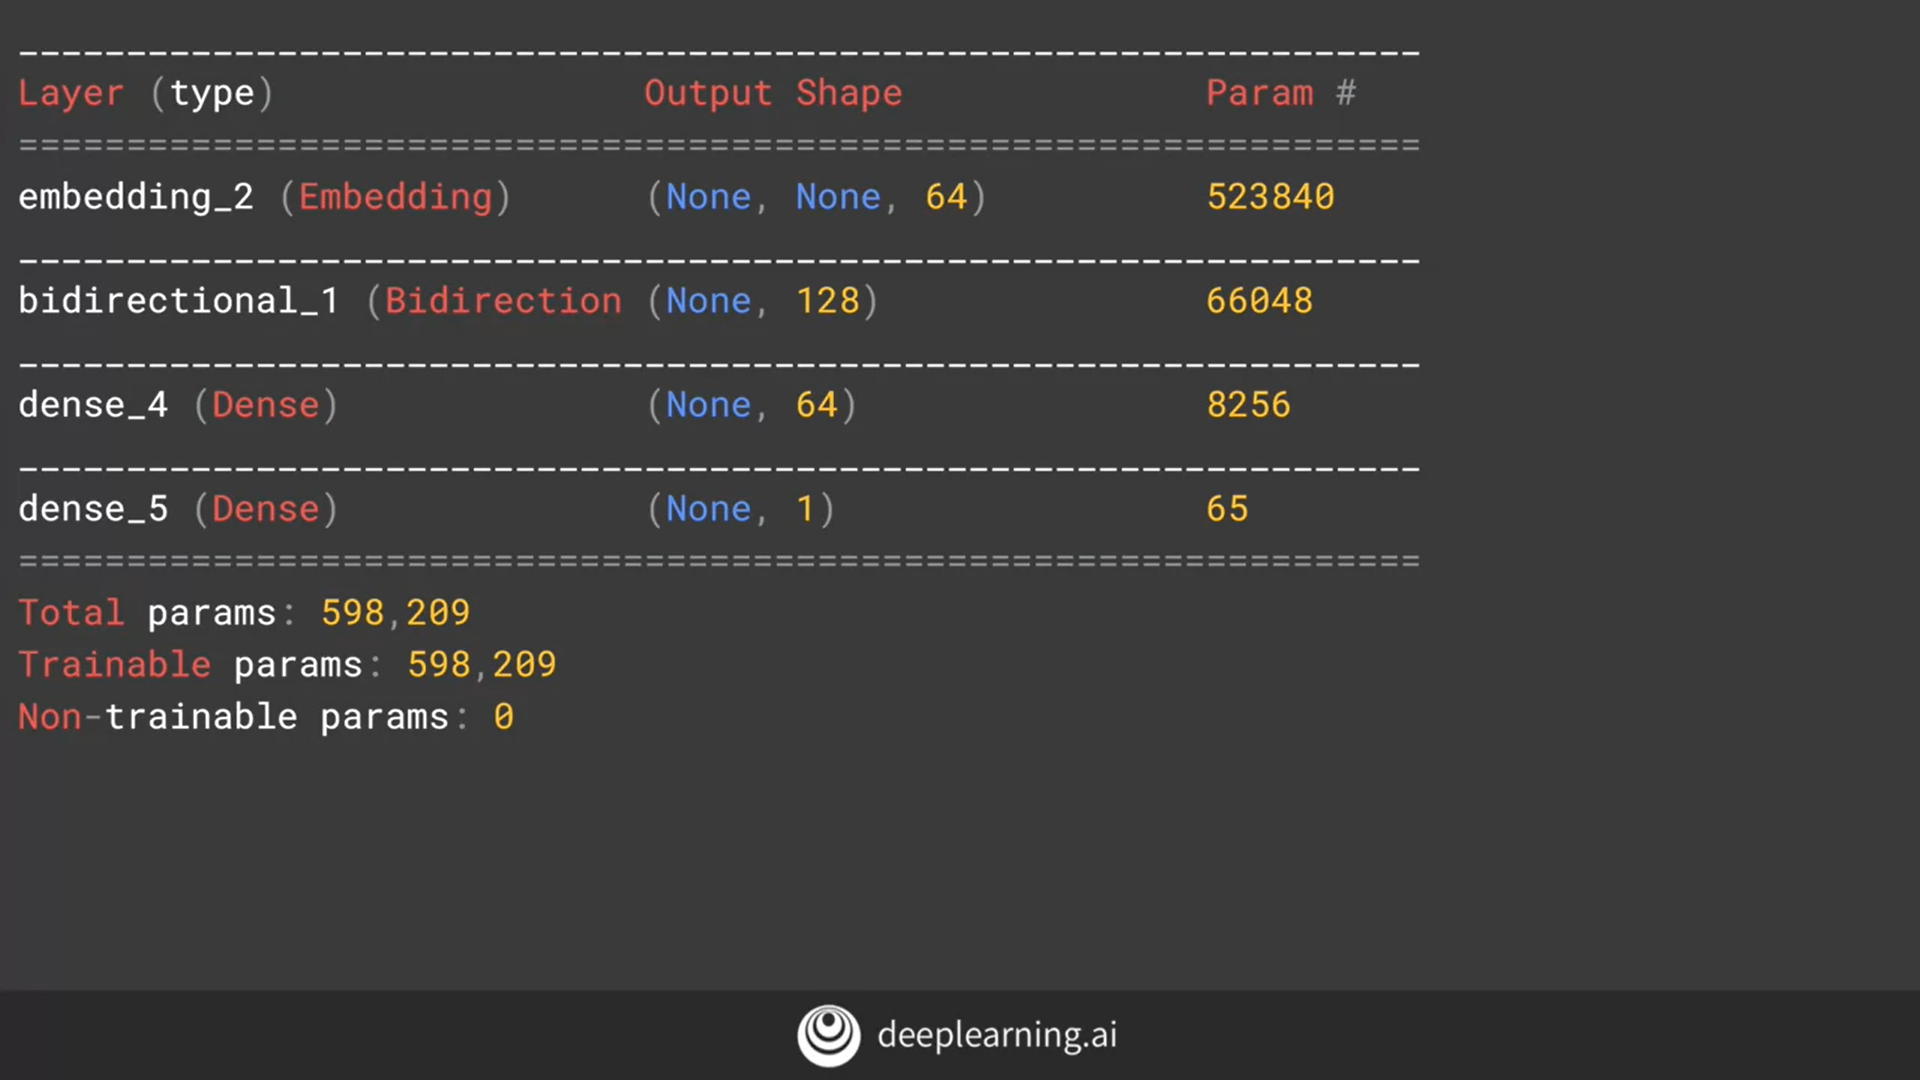 Layer (type) Output Shape Param #
embedding_2 (Embedding) (None, None, 64) 523840
bidirectional_1 (Bidirection (None, 128) 66048
dense_4 (Dense) (None, 64) 8256
dense_5 (Dense) (None, 1) 65
Total params: 598,209
Trainable params: 598,209
Non-trainable params: 0
deeplearning.ai